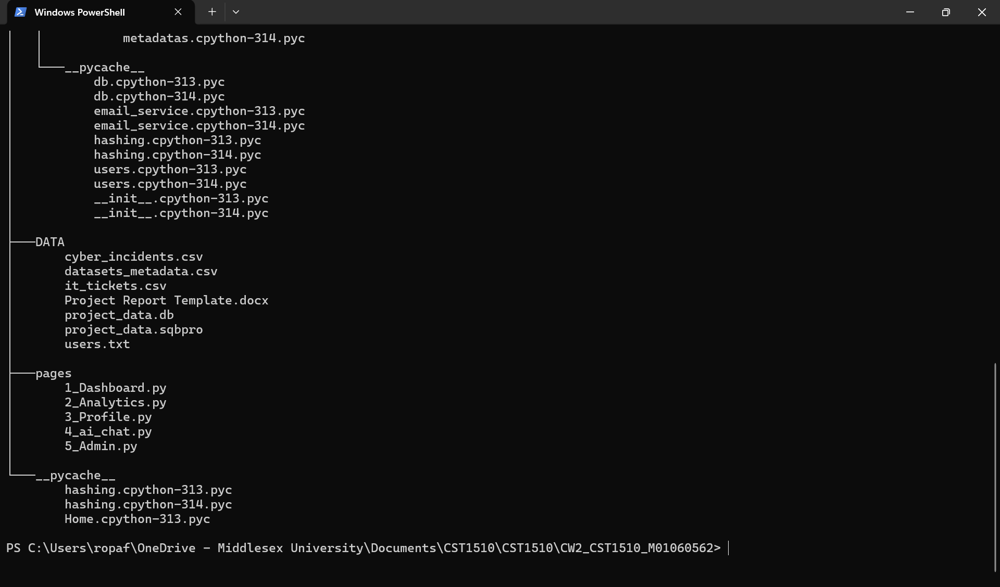 Windows PowerShell
metadatas.cpython-314.pyc
__pycache__
db.cpython-313.pyc
db.cpython-314.pyc
email_service.cpython-313.pyc
email_service.cpython-314.pyc
hashing.cpython-313.pyc
hashing.cpython-314.pyc
users.cpython-313.pyc
users.cpython-314.pyc
__init__.cpython-313.pyc
__init__.cpython-314.pyc
DATA
cyber_incidents.csv
datasets_metadata.csv
it_tickets.csv
Project Report Template.docx
project_data.db
project_data.sqbpro
users.txt
pages
1_Dashboard.py
2_Analytics.py
3_Profile.py
4_ai_chat.py
5_Admin.py
__pycache__
hashing.cpython-313.pyc
hashing.cpython-314.pyc
Home.cpython-313.pyc
PS C:\Users\ropaf\OneDrive - Middlesex University\Documents\CST1510\CST1510\CW2_CST1510_M01060562>